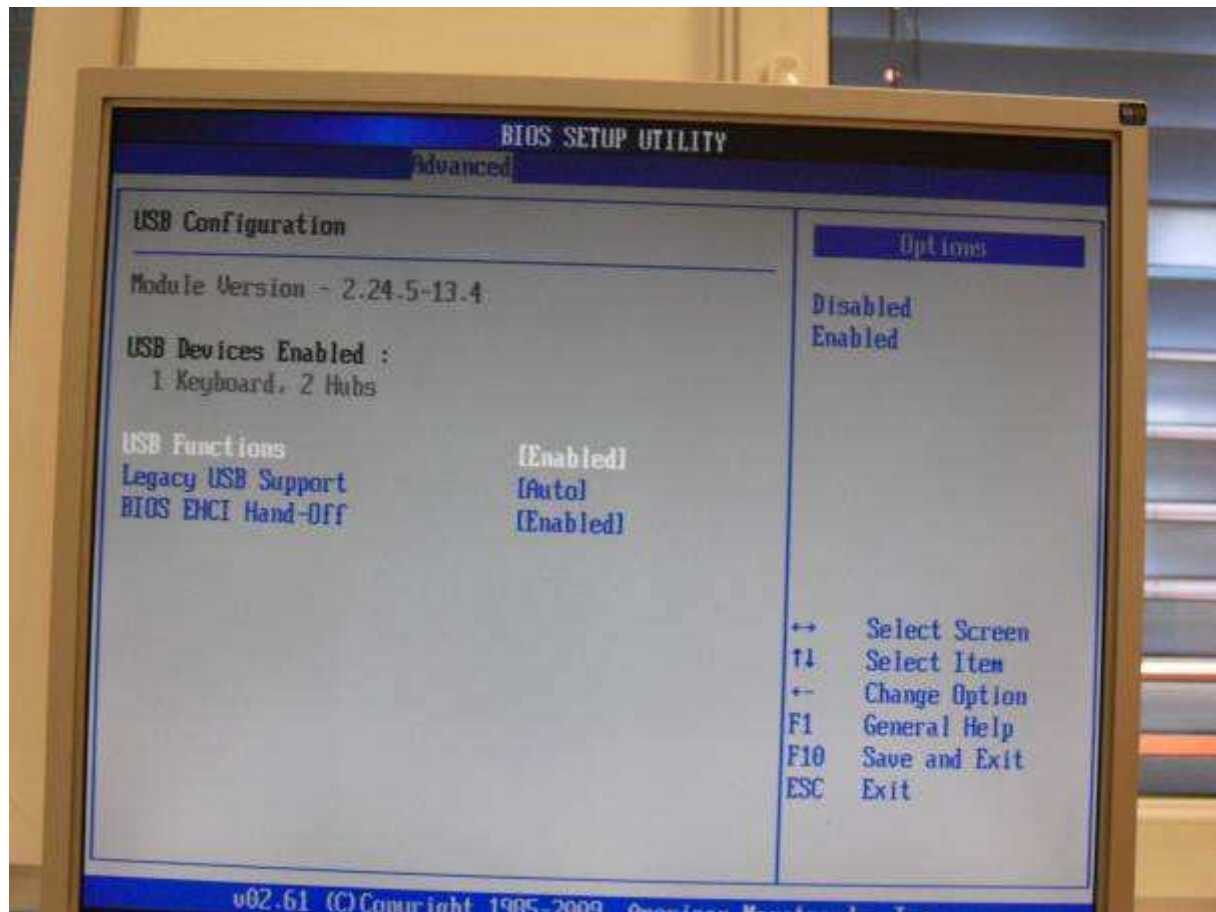 BIOS SETUP UTILITY
Advanced
USB Configuration
Module Version - 2.24.5-13.4
USB Devices Enabled :
1 Keyboard, 2 Hubs
USB Functions [Enabled]
Legacy USB Support [Auto]
BIOS EHCI Hand-Off [Enabled]
Options
Disabled
Enabled
←→ Select Screen
↑↓ Select Item
+- Change Option
F1 General Help
F10 Save and Exit
ESC Exit
v02.61 (C)Copyright 1985-2009